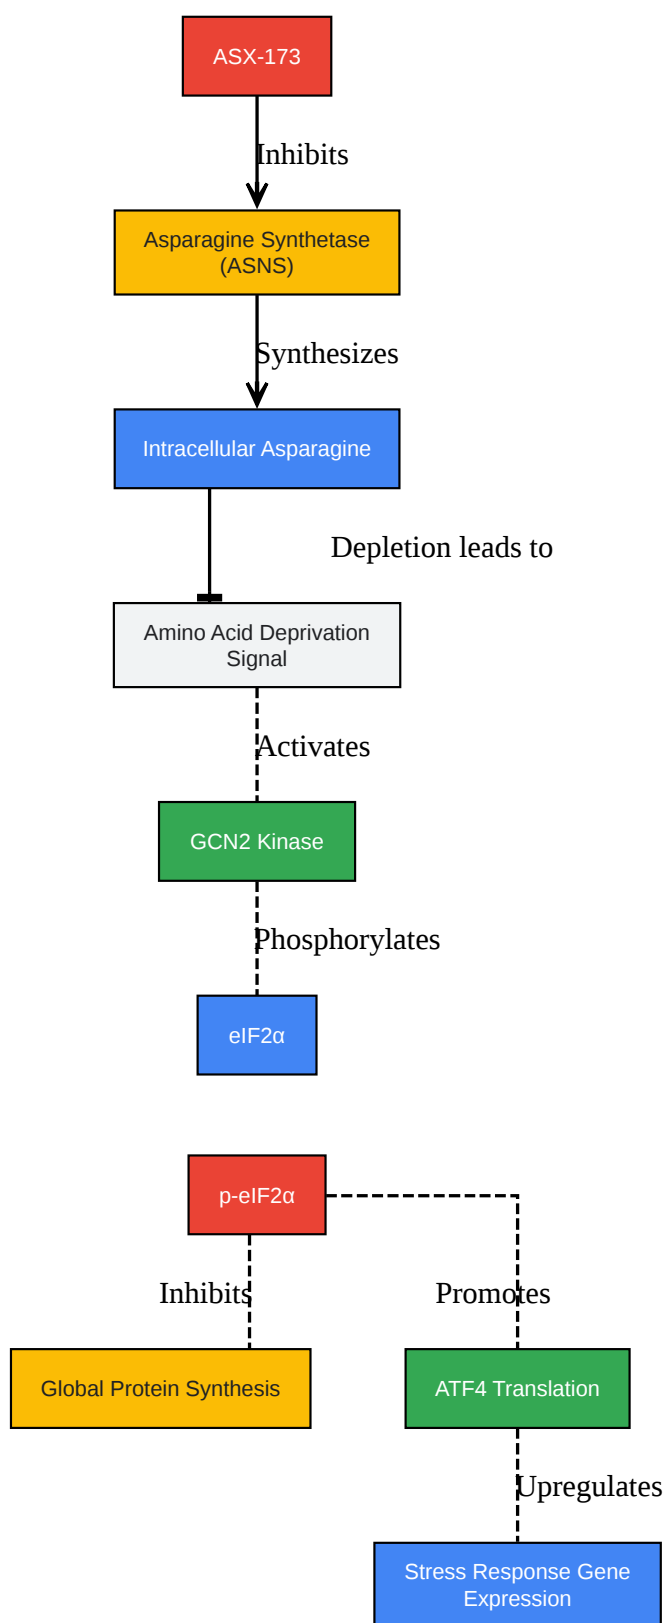 ASX-173
Inhibits
Asparagine Synthetase
(ASNS)
Synthesizes
Intracellular Asparagine
Depletion leads to
Amino Acid Deprivation
Signal
Activates
GCN2 Kinase
Phosphorylates
eIF2α
p-eIF2α
Inhibits
Promotes
Global Protein Synthesis
ATF4 Translation
Upregulates
Stress Response Gene
Expression